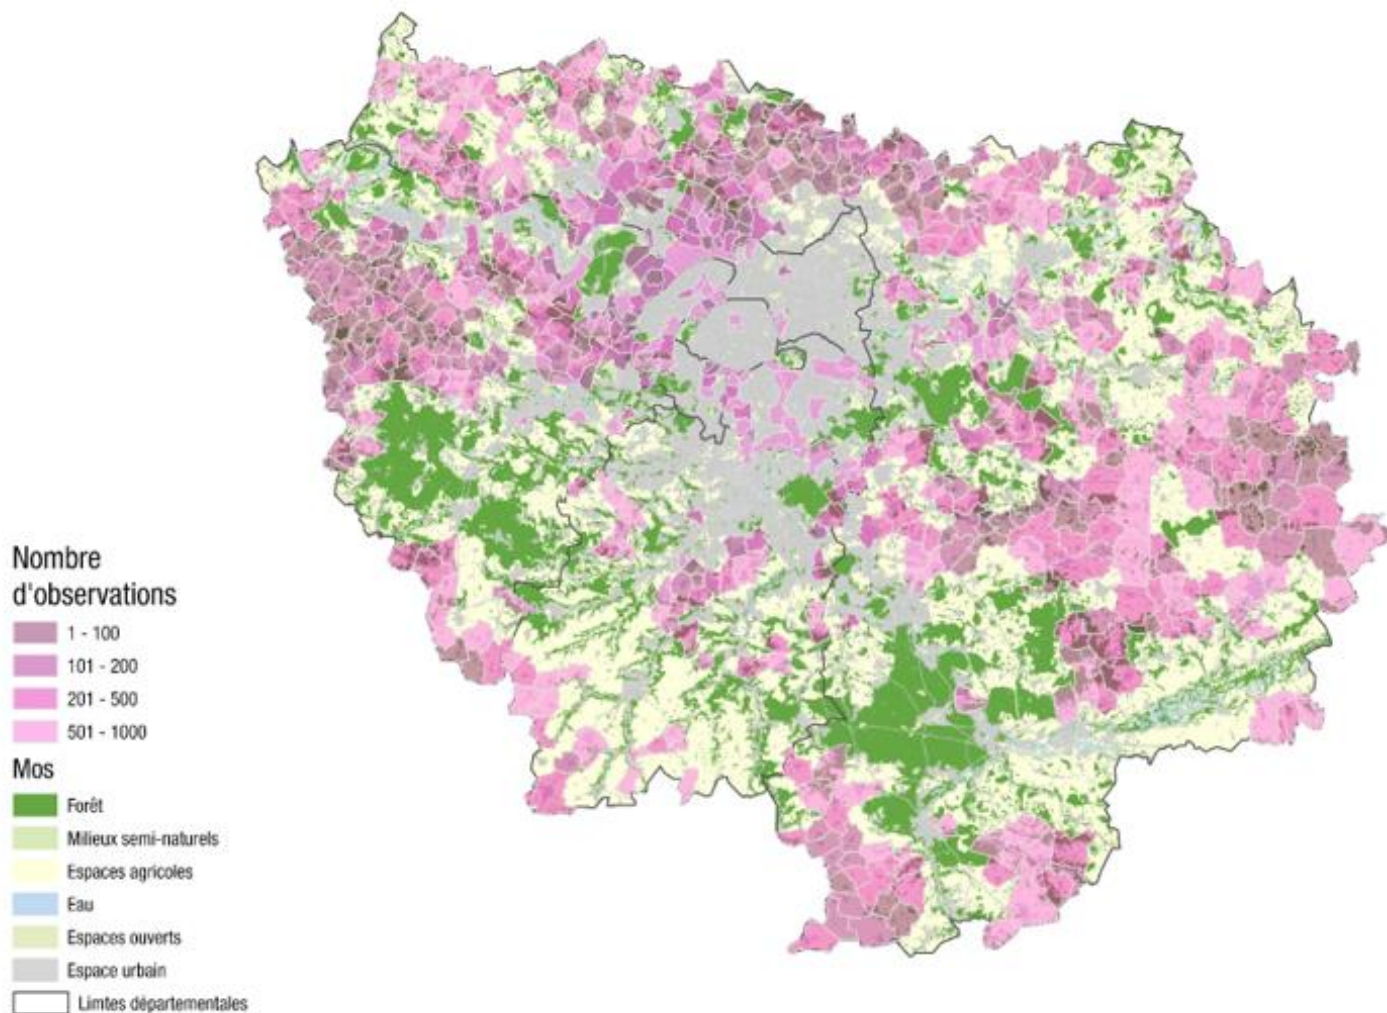 Nombre
d'observations
1 - 100
101 - 200
201 - 500
501 - 1000
Mos
Forêt
Milieux semi-naturels
Espaces agricoles
Eau
Espaces ouverts
Espace urbain
Limtes départementales